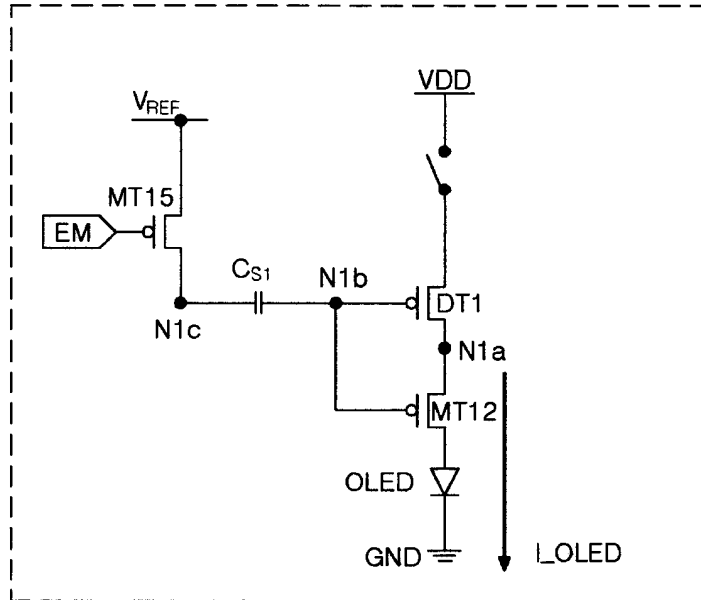 VDD
VREF
MT15
EM
CS1
N1b
DT1
N1c
N1a
MT12
OLED
GND
I_OLED